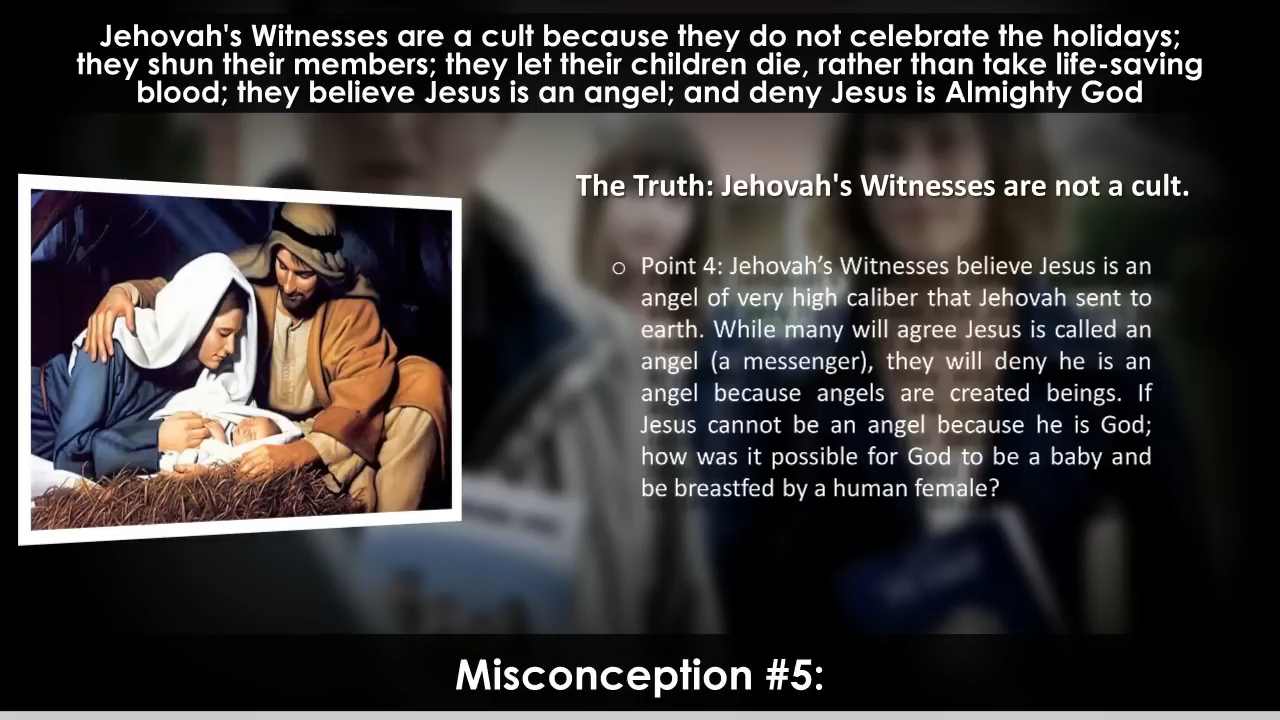 Jehovah's Witnesses are a cult because they do not celebrate the holidays;
they shun their members; they let their children die, rather than take life-saving
blood; they believe Jesus is an angel; and deny Jesus is Almighty God
The Truth: Jehovah's Witnesses are not a cult.
o Point 4: Jehovah’s Witnesses believe Jesus is an
angel of very high caliber that Jehovah sent to
earth. While many will agree Jesus is called an
angel (a messenger), they will deny he is an
angel because angels are created beings. If
Jesus cannot be an angel because he is God;
how was it possible for God to be a baby and
be breastfed by a human female?
Misconception #5: